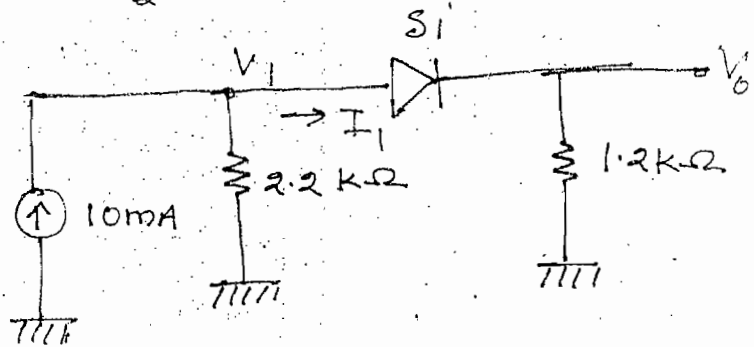 Si
V₁
V₀
→ I₁
10mA
2.2 KΩ
1.2KΩ